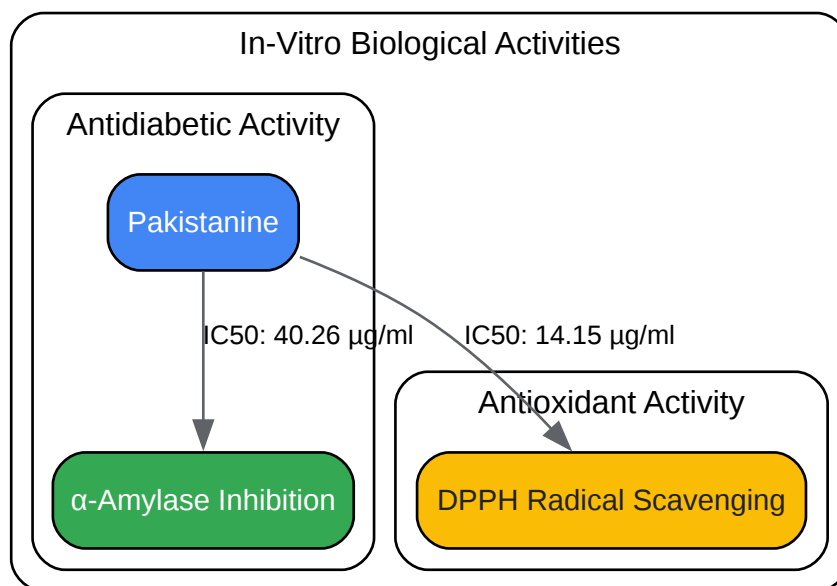 In-Vitro Biological Activities
Antidiabetic Activity
Pakistanine
IC50: 40.26 µg/ml
IC50: 14.15 µg/ml
Antioxidant Activity
α-Amylase Inhibition
DPPH Radical Scavenging